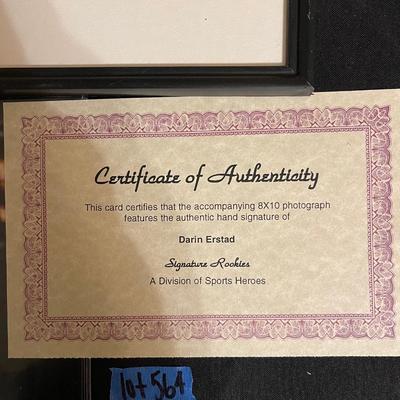 Certificate of Authenticity
This card certifies that the accompanying 8X10 photograph
features the authentic hand signature of
Darin Erstad
Signature Rookies
A Division of Sports Heroes
lot 564